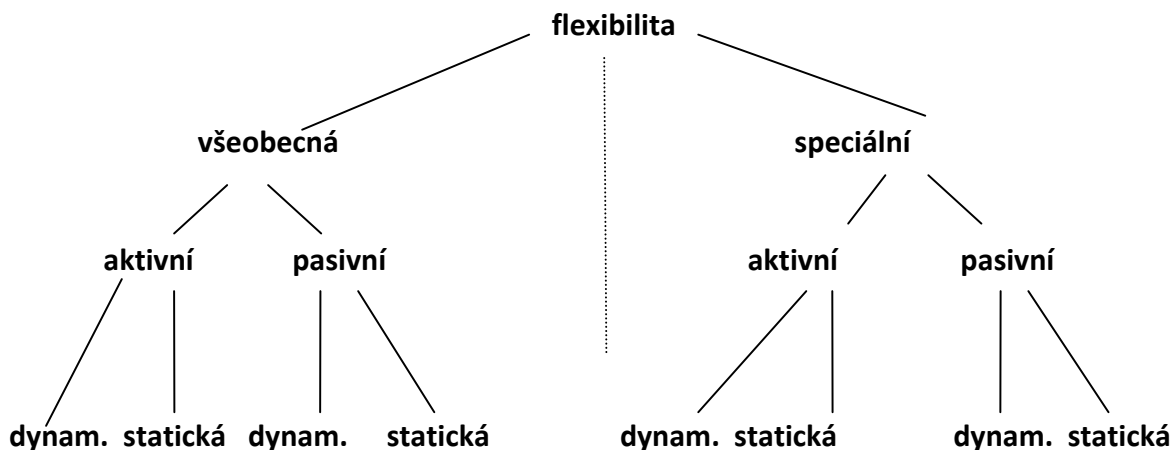 flexibilita
všeobecná speciální
aktivní pasivní aktivní pasivní
dynam. statická dynam. statická dynam. statická dynam. statická